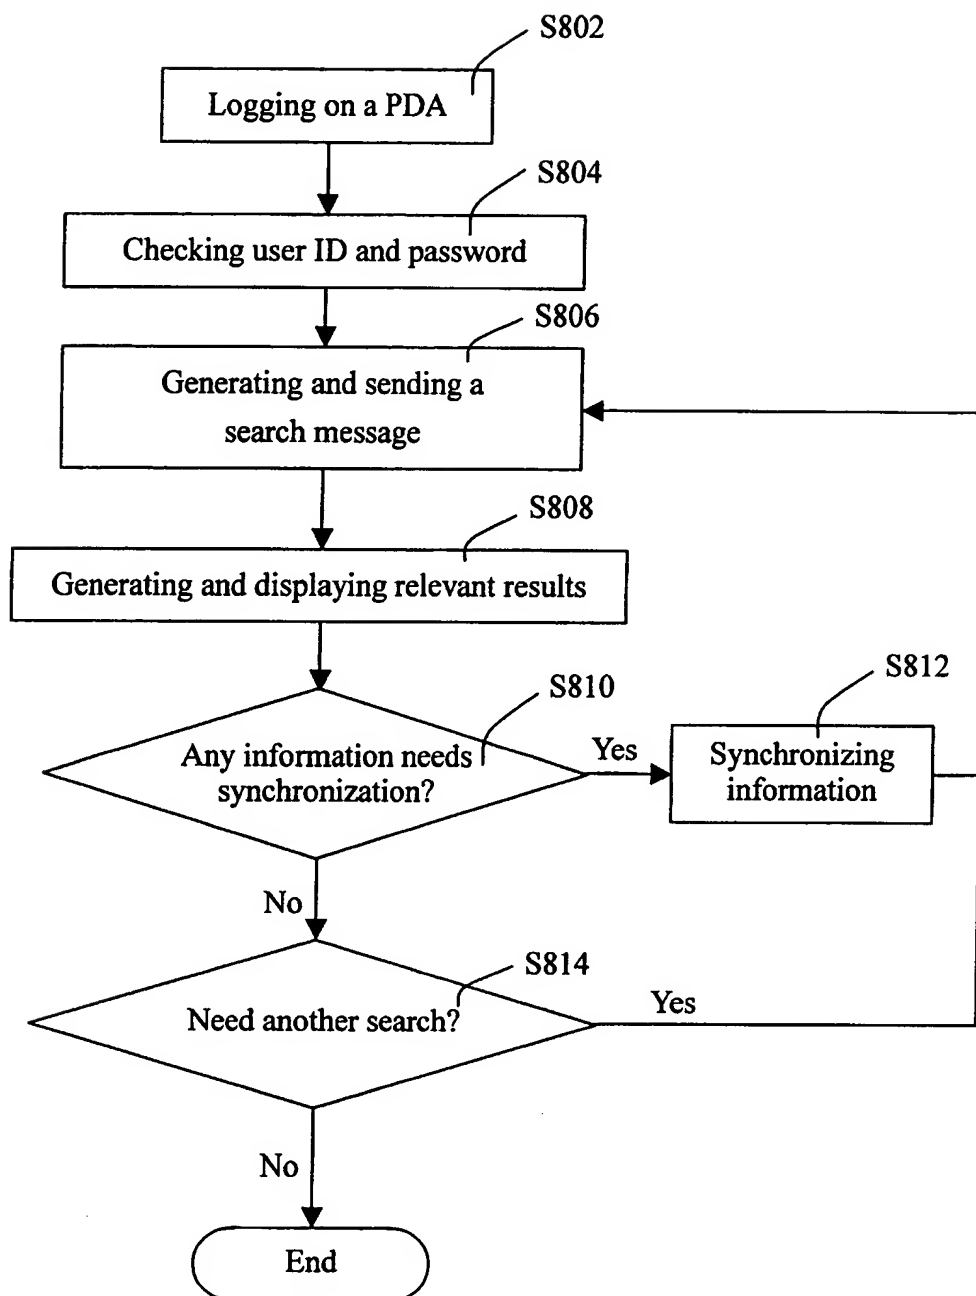 S802
Logging on a PDA
S804
Checking user ID and password
S806
Generating and sending a
search message
S808
Generating and displaying relevant results
S810
Any information needs
synchronization?
Yes
S812
Synchronizing
information
No
S814
Need another search?
Yes
No
End